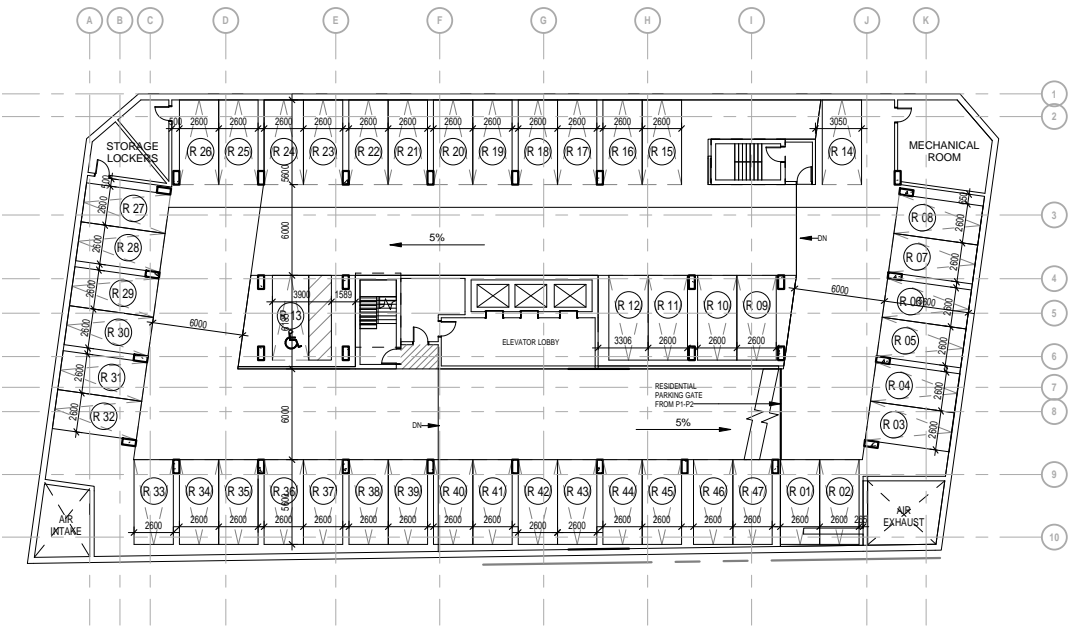 A B C D E F G H I J K
1
2
600 2600 2600 2600 2600 2600 2600 2600 2600 2600 2600 2600 2600 3050
STORAGE
LOCKERS
R 26 R 25 R 24 R 23 R 22 R 21 R 20 R 19 R 18 R 17 R 16 R 15 R 14
MECHANICAL
ROOM
5600
500
R 27
2600
R 28
2600
R 29
2600
R 30
2600
R 31
2600
R 32
2600
6000
6000
5%
DN
3
650
R 08
2600
R 07
2600
R 06
2600
R 05
2600
R 04
2600
R 03
2600
6000
4
5
6
7
8
3900 1589
R 13
R 12 R 11 R 10 R 09
ELEVATOR LOBBY
3306 2600 2600 2600
RESIDENTIAL
PARKING GATE
FROM P1-P2
6000
DN
5%
9
R 33 R 34 R 35 R 36 R 37 R 38 R 39 R 40 R 41 R 42 R 43 R 44 R 45 R 46 R 47 R 01 R 02
5600
2600 2600 2600 2600 2600 2600 2600 2600 2600 2600 2600 2600 2600 2600 2600 2600 2600
AIR
INTAKE
AIR
EXHAUST
10